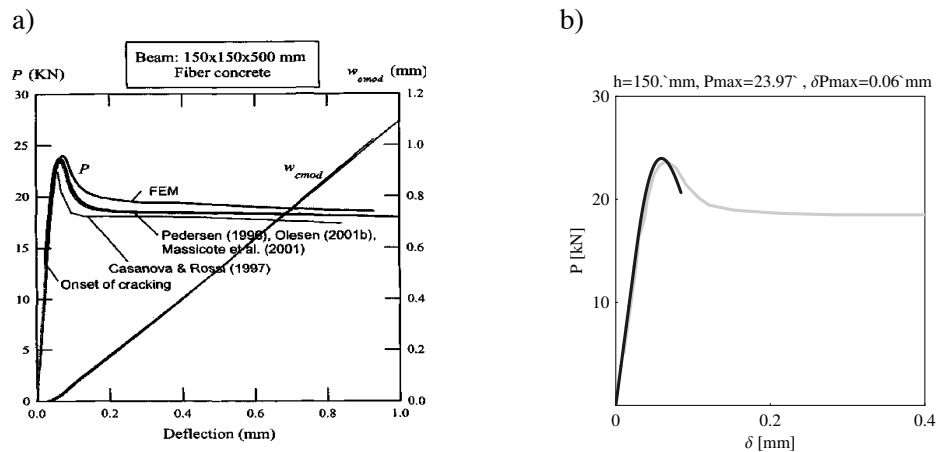 a)
Beam: 150x150x500 mm
Fiber concrete
P (KN)
w_cmod (mm)
30
25
20
15
10
5
0
1.2
1.0
0.8
0.6
0.4
0.2
0.0
P
w_cmod
FEM
Pedersen (1996), Olesen (2001b),
Massicote et al. (2001)
Casanova & Rossi (1997)
Onset of cracking
0.0 0.2 0.4 0.6 0.8 1.0
Deflection (mm)
b)
h=150.`mm, Pmax=23.97` , δPmax=0.06`mm
30
20
10
P [kN]
0 0.2 0.4
δ [mm]